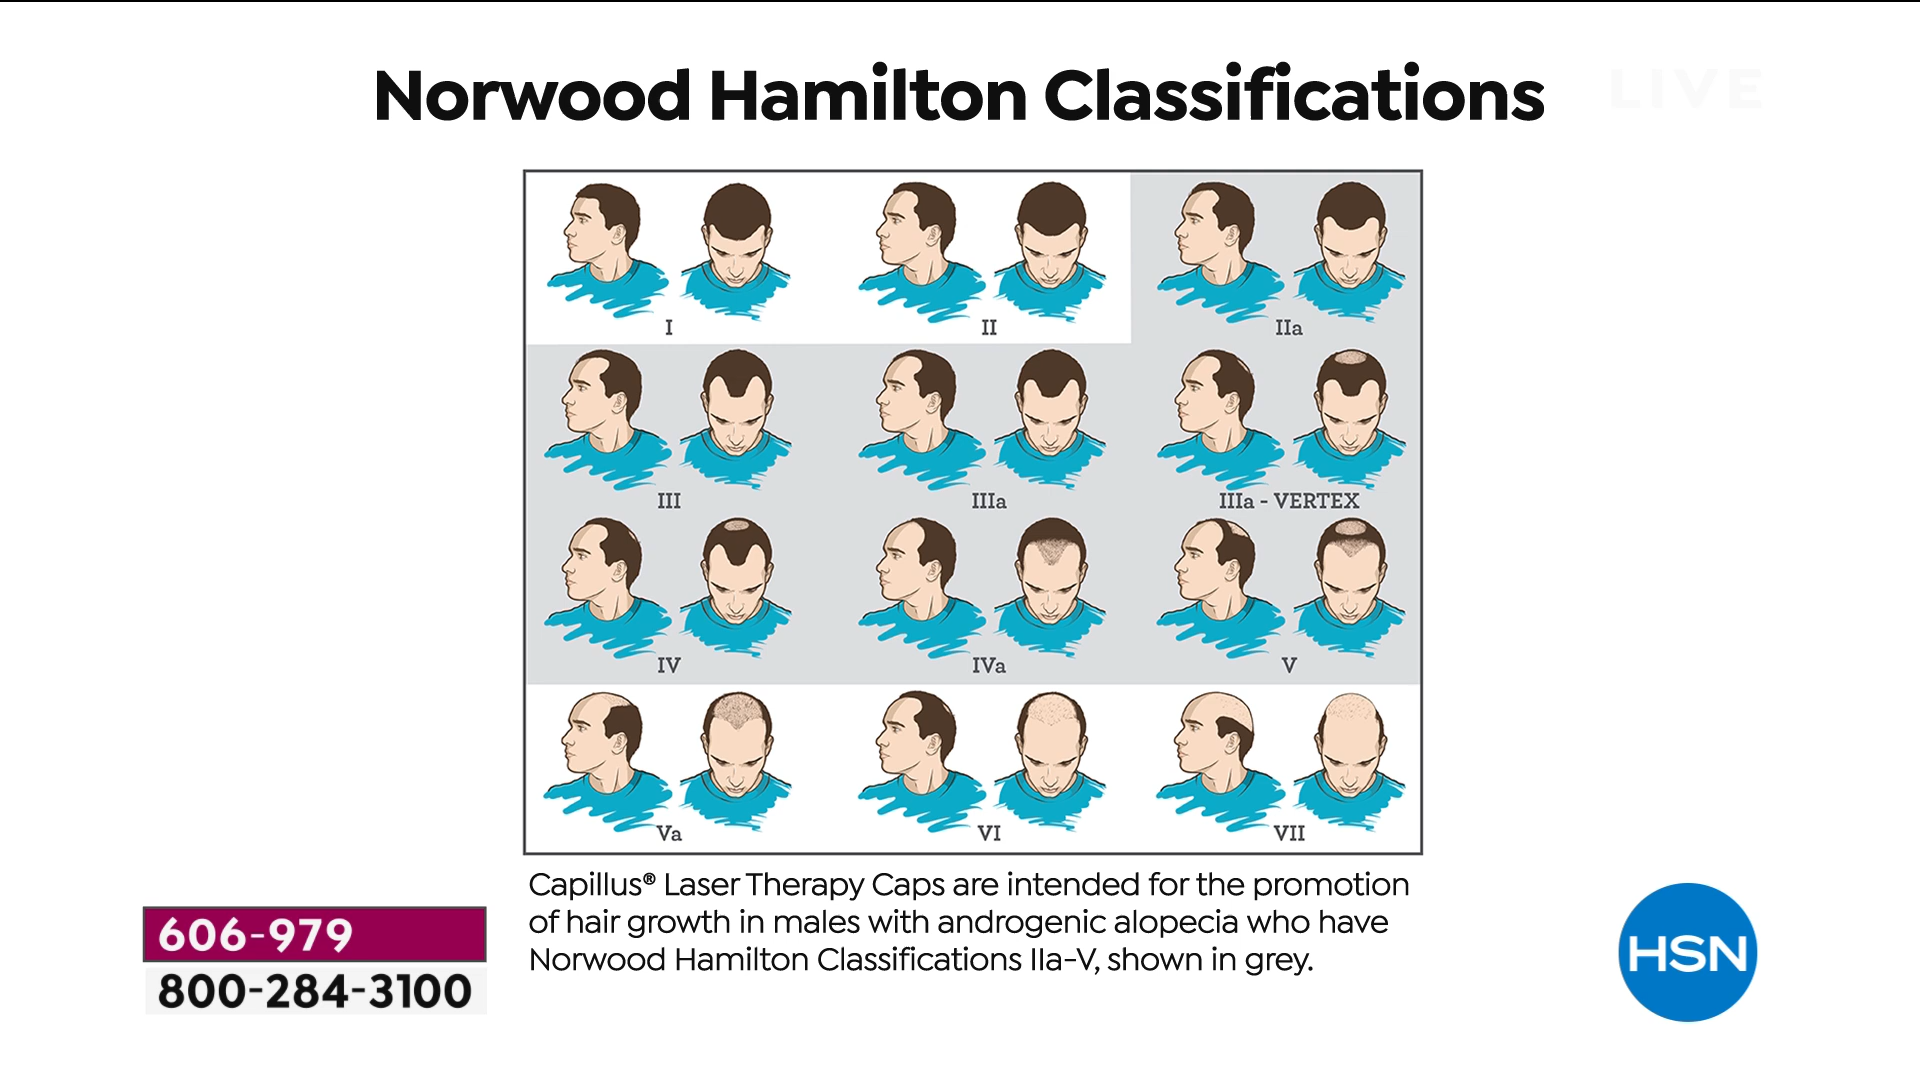 Norwood Hamilton Classifications
LIVE
I
II
IIa
III
IIIa
IIIa - VERTEX
IV
IVa
V
Va
VI
VII
Capillus® Laser Therapy Caps are intended for the promotion
of hair growth in males with androgenic alopecia who have
Norwood Hamilton Classifications IIa-V, shown in grey.
606-979
800-284-3100
HSN